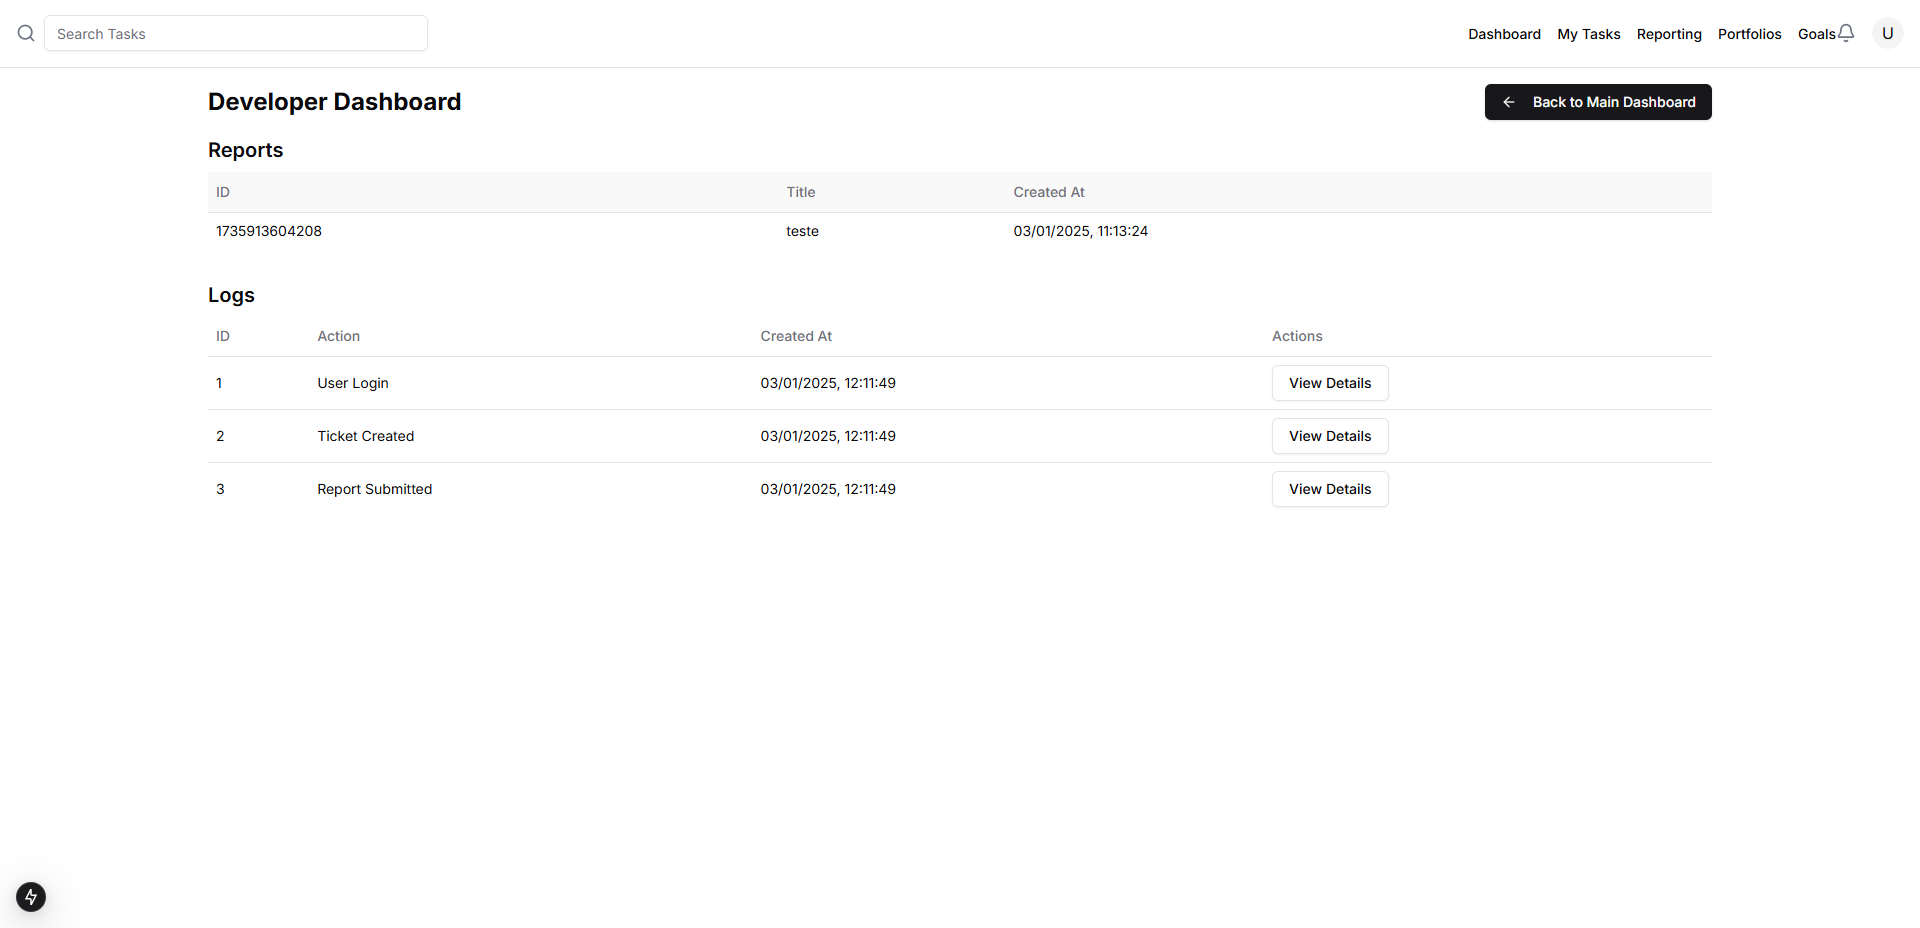 Search Tasks
Dashboard My Tasks Reporting Portfolios Goals U
Developer Dashboard
Back to Main Dashboard
Reports
ID Title Created At
1735913604208 teste 03/01/2025, 11:13:24
Logs
ID Action Created At Actions
1 User Login 03/01/2025, 12:11:49 View Details
2 Ticket Created 03/01/2025, 12:11:49 View Details
3 Report Submitted 03/01/2025, 12:11:49 View Details